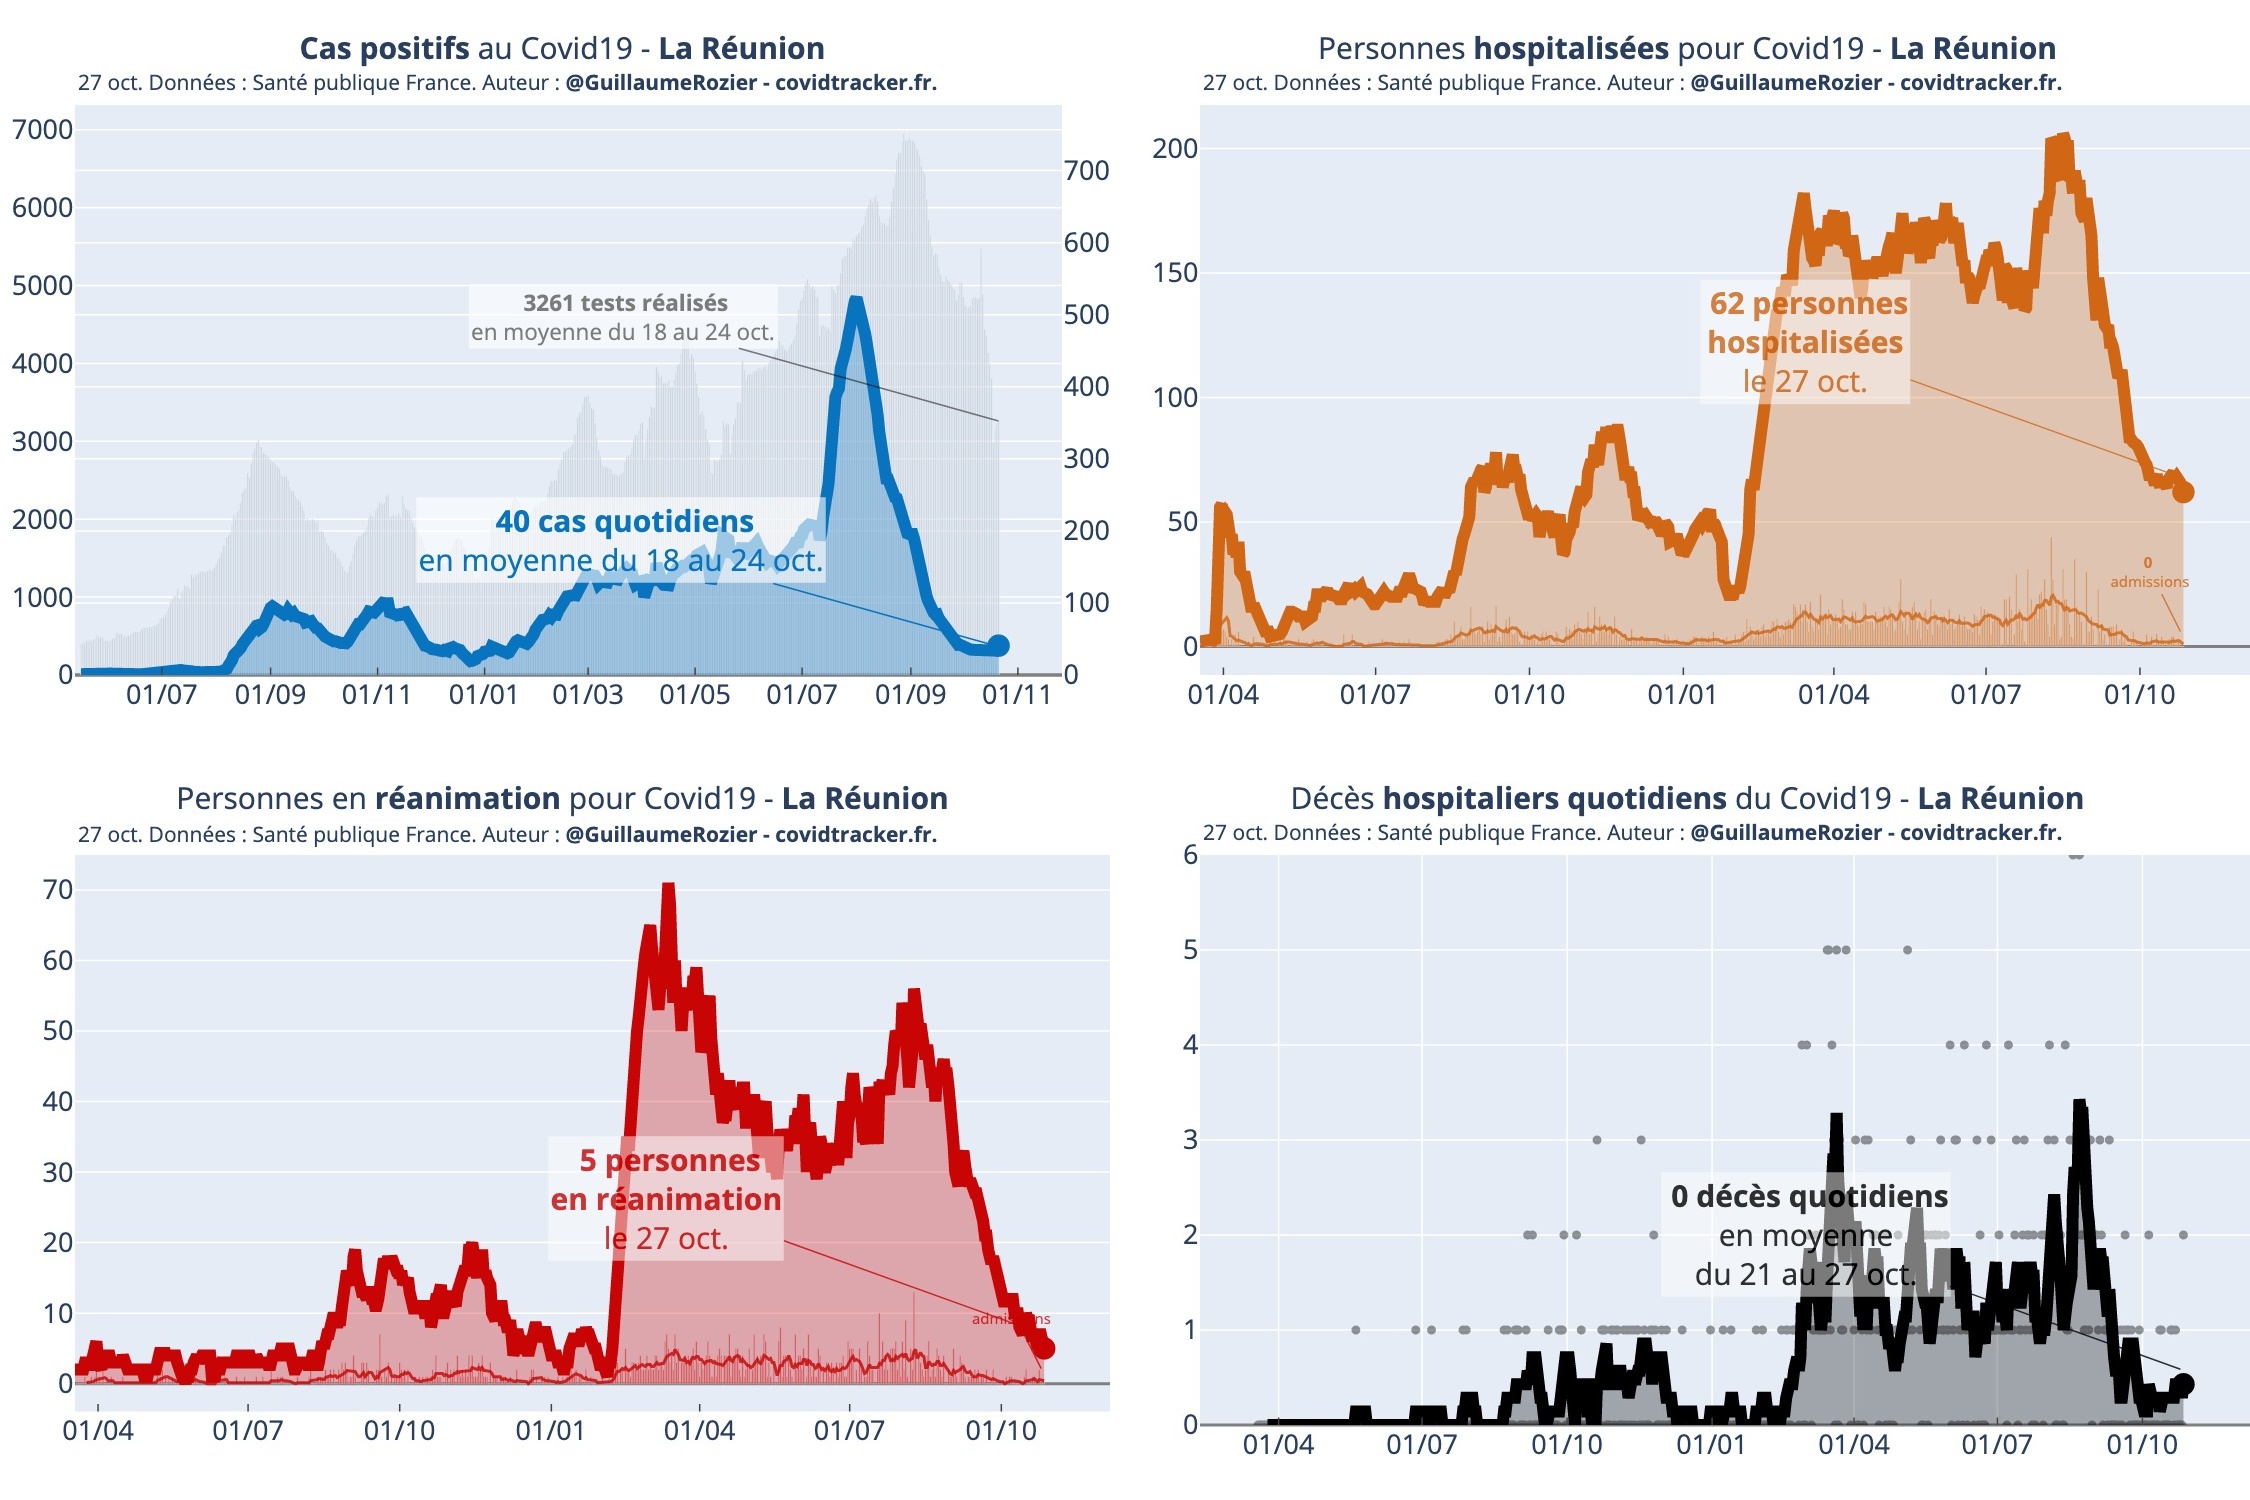 Cas positifs au Covid19 - La Réunion
27 oct. Données : Santé publique France. Auteur : @GuillaumeRozier - covidtracker.fr.
7000
6000
5000
4000
3000
2000
1000
0
700
600
500
400
300
200
100
0
3261 tests réalisés
en moyenne du 18 au 24 oct.
40 cas quotidiens
en moyenne du 18 au 24 oct.
01/07 01/09 01/11 01/01 01/03 01/05 01/07 01/09 01/11
Personnes hospitalisées pour Covid19 - La Réunion
27 oct. Données : Santé publique France. Auteur : @GuillaumeRozier - covidtracker.fr.
200
150
100
50
0
62 personnes
hospitalisées
le 27 oct.
0
admissions
01/04 01/07 01/10 01/01 01/04 01/07 01/10
Personnes en réanimation pour Covid19 - La Réunion
27 oct. Données : Santé publique France. Auteur : @GuillaumeRozier - covidtracker.fr.
70
60
50
40
30
20
10
0
5 personnes
en réanimation
le 27 oct.
admissions
01/04 01/07 01/10 01/01 01/04 01/07 01/10
Décès hospitaliers quotidiens du Covid19 - La Réunion
27 oct. Données : Santé publique France. Auteur : @GuillaumeRozier - covidtracker.fr.
6
5
4
3
2
1
0
0 décès quotidiens
en moyenne
du 21 au 27 oct.
01/04 01/07 01/10 01/01 01/04 01/07 01/10